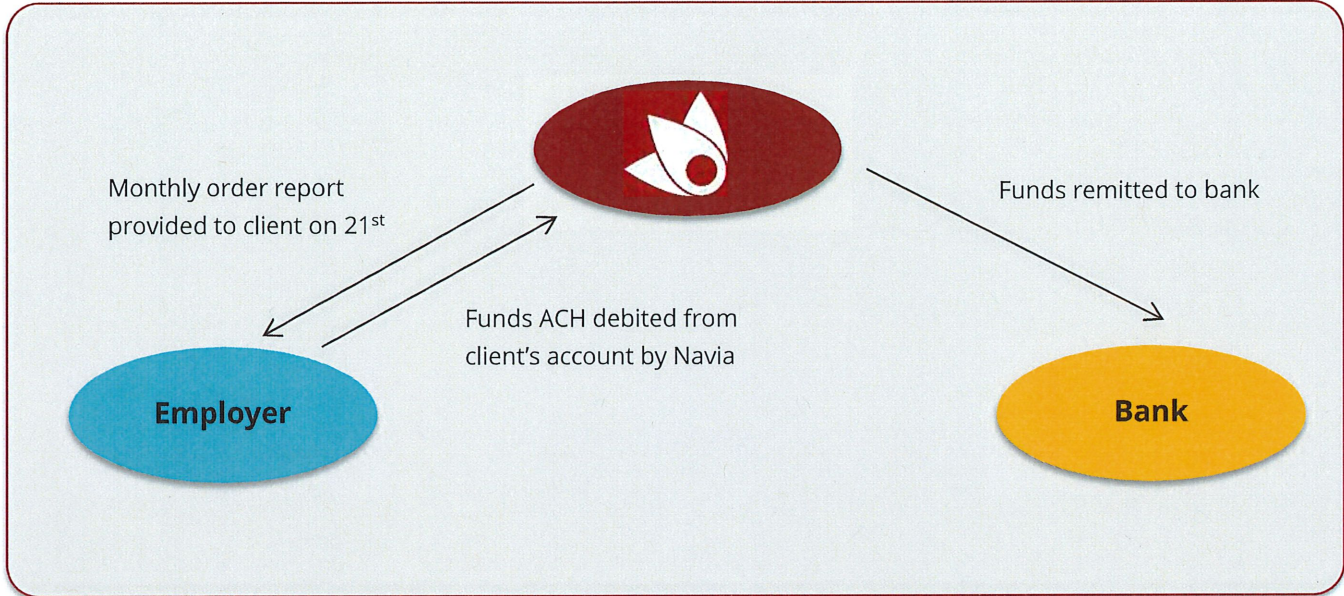 Monthly order report
provided to client on 21st
Funds remitted to bank
Funds ACH debited from
client's account by Navia
Employer
Bank